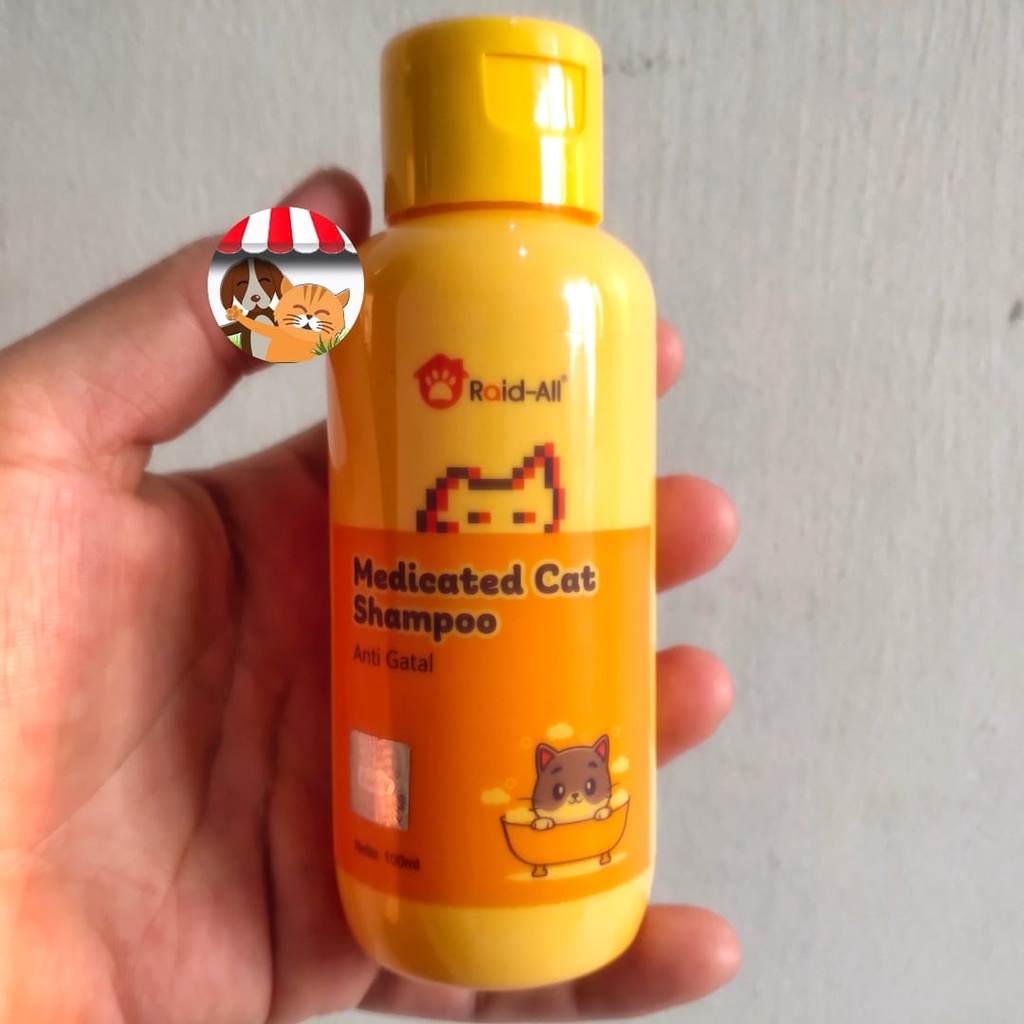 Raid-All
Medicated Cat
Shampoo
Anti Gatal
Netto 100ml